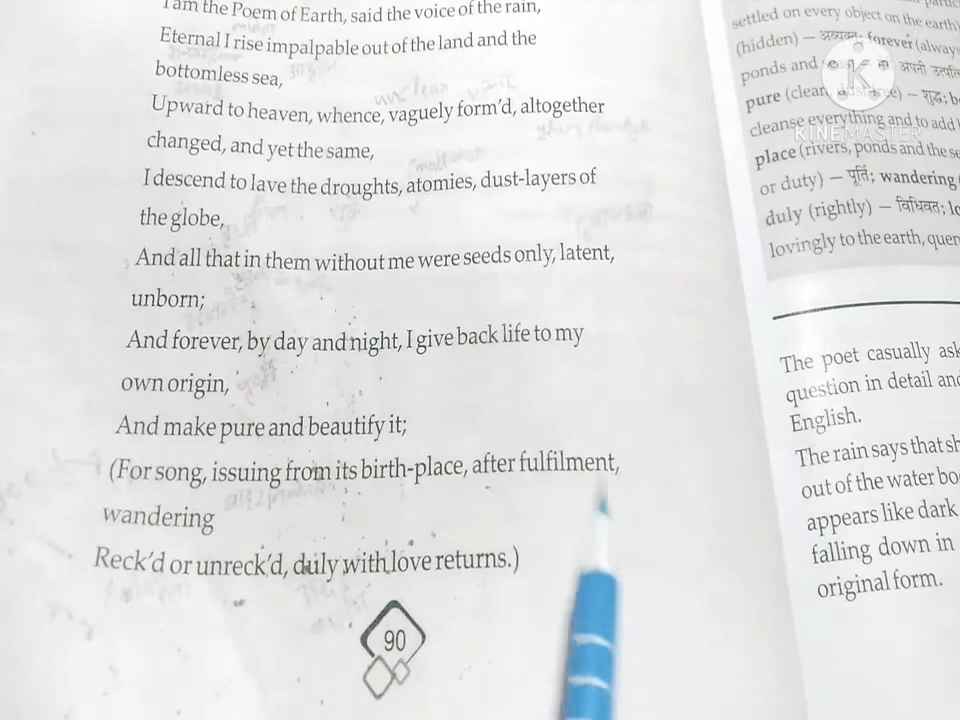 I am the Poem of Earth, said the voice of the rain,
Eternal I rise impalpable out of the land and the
bottomless sea,
Upward to heaven, whence, vaguely form'd, altogether
changed, and yet the same,
I descend to lave the droughts, atomies, dust-layers of
the globe,
And all that in them without me were seeds only, latent,
unborn;
And forever, by day and night, I give back life to my
own origin,
And make pure and beautify it;
(For song, issuing from its birth-place, after fulfilment,
wandering
Reck'd or unreck'd, duly with love returns.)
90
settled on every object on the earth)
(hidden) – अव्यक्त; forever (always
ponds and
अपनी
pure (clean, dust-free) – शुद्ध;
cleanse everything and to add
place (rivers, ponds and the se
or duty) – पूर्ति; wandering
duly (rightly) – विधिवत;
lovingly to the earth, quen
The poet casually ask
question in detail and
English.
The rain says that sh
out of the water bo
appears like dark
falling down in
original form.
KINEMASTER